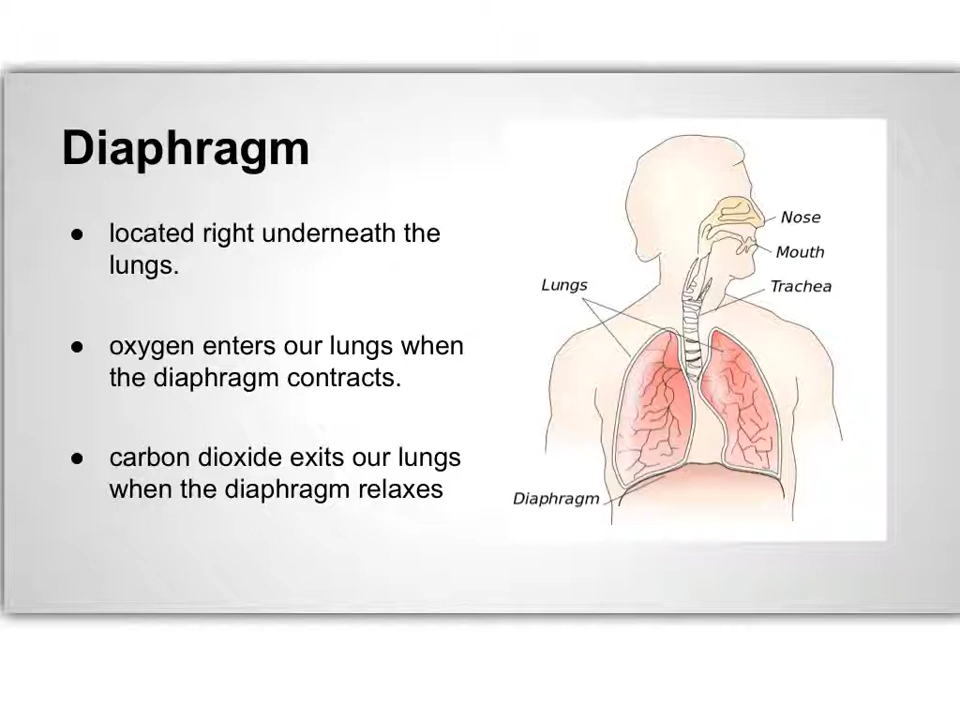 Diaphragm
● located right underneath the
lungs.
● oxygen enters our lungs when
the diaphragm contracts.
● carbon dioxide exits our lungs
when the diaphragm relaxes
Nose
Mouth
Lungs
Trachea
Diaphragm